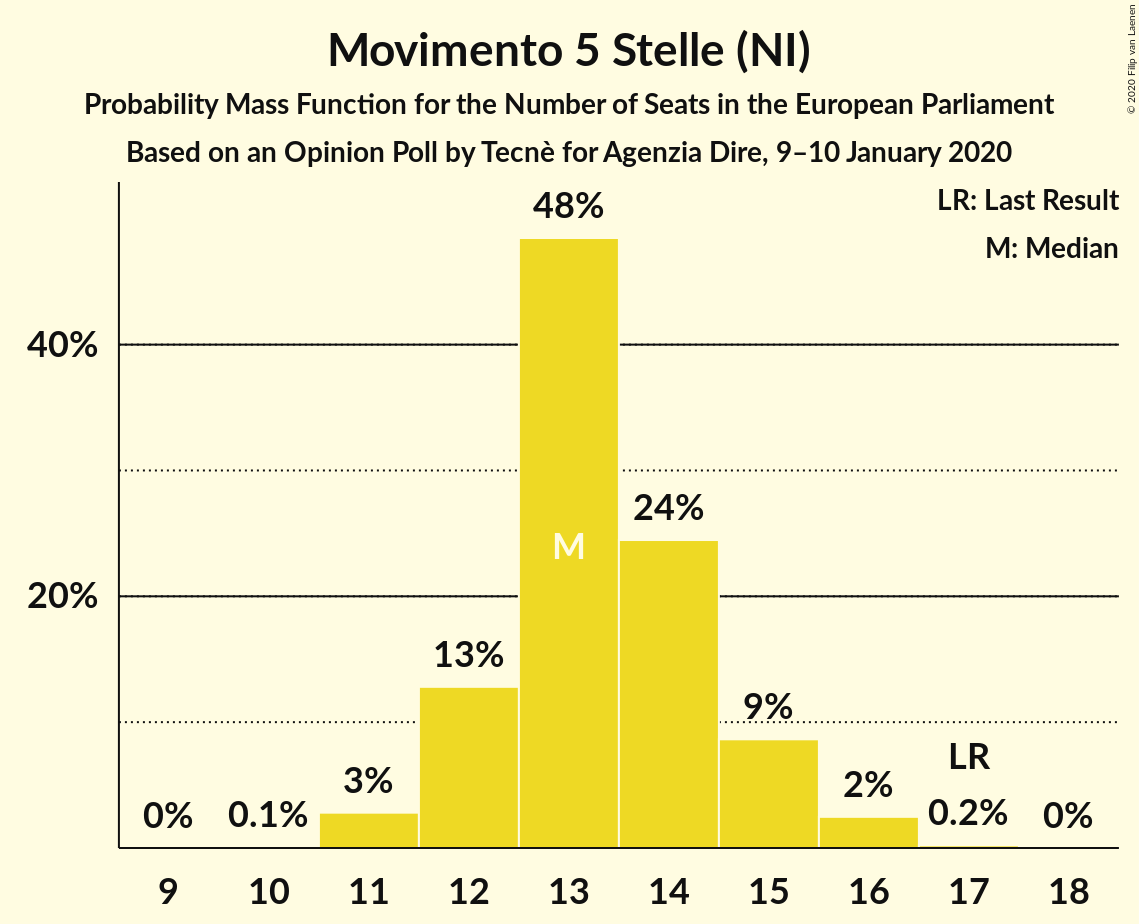 Movimento 5 Stelle (NI)
Probability Mass Function for the Number of Seats in the European Parliament
Based on an Opinion Poll by Tecnè for Agenzia Dire, 9–10 January 2020
© 2020 Filip van Laenen
LR: Last Result
M: Median
40%
20%
0%
0.1%
3%
13%
48%
M
24%
9%
2%
LR
0.2%
0%
9 10 11 12 13 14 15 16 17 18